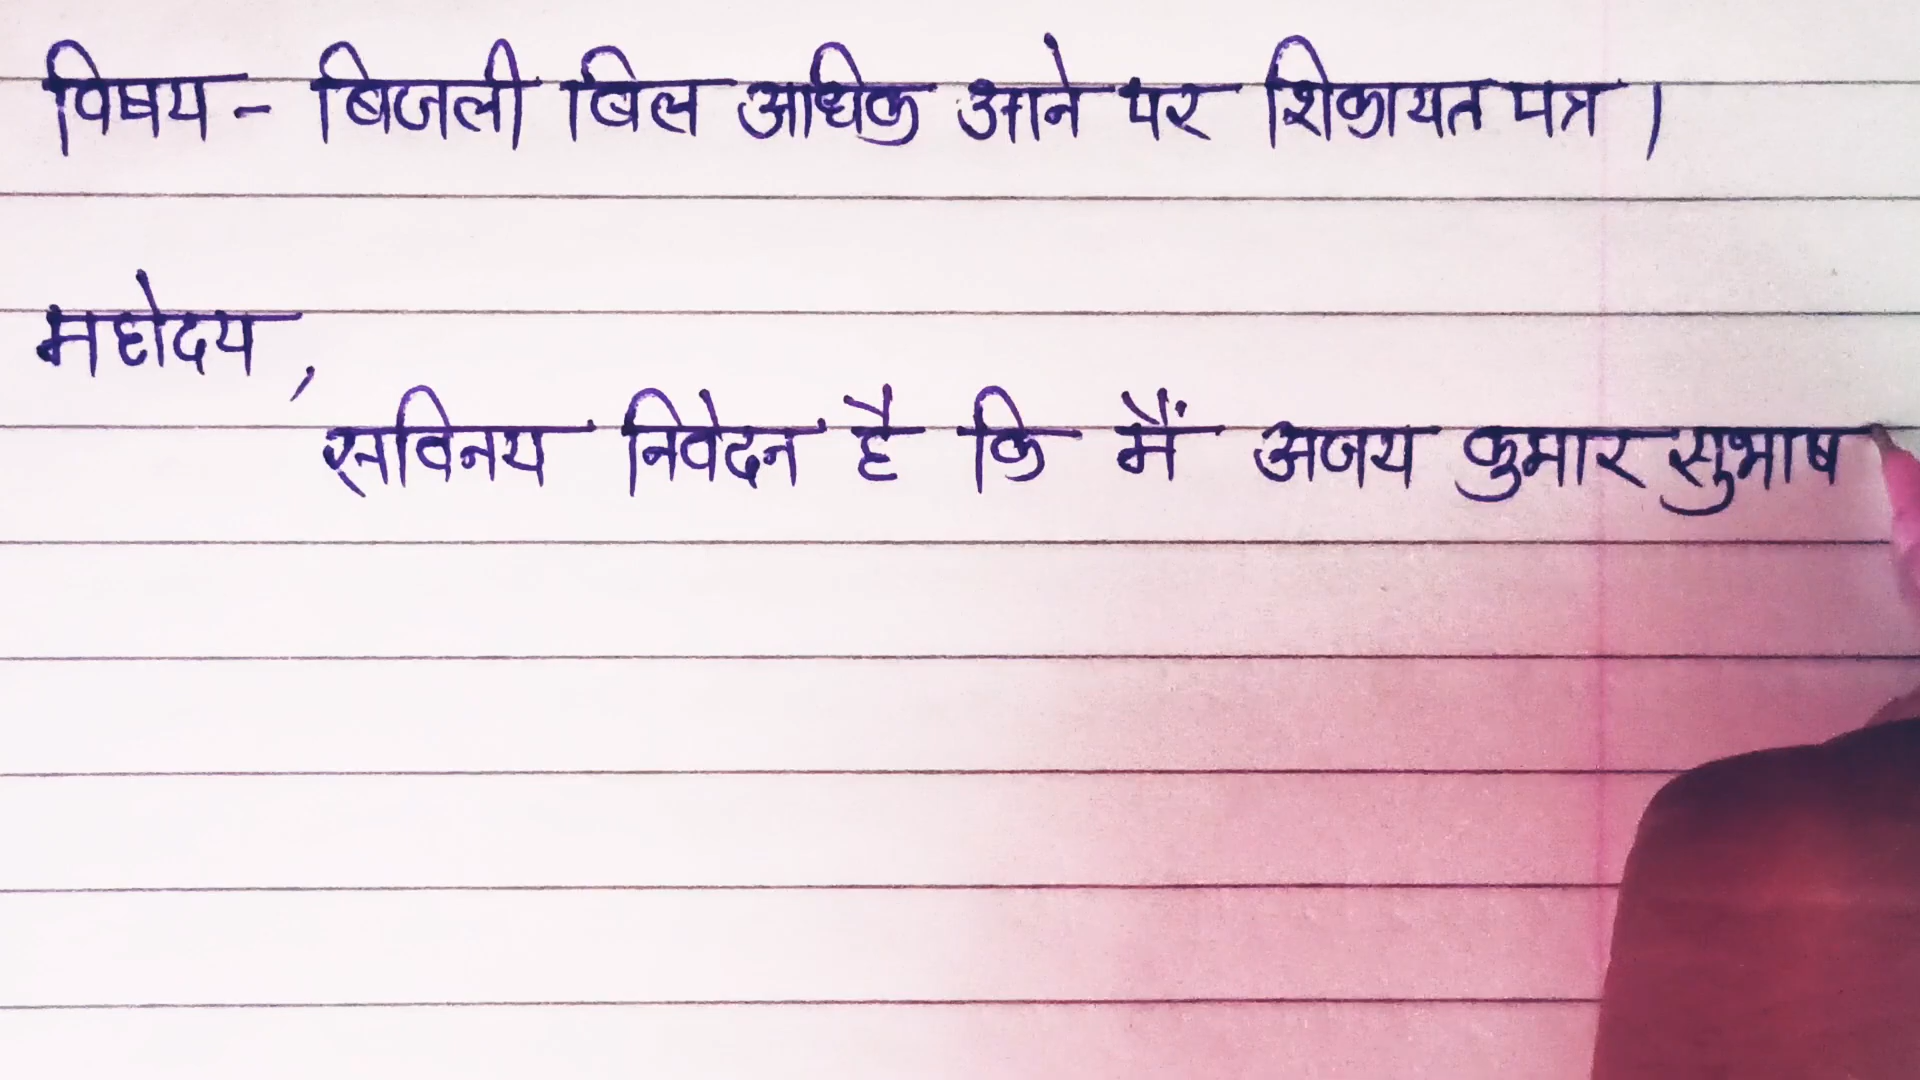 विषय - बिजली बिल अधिक आने पर शिकायत पत्र ।
महोदय ,
सविनय निवेदन है कि मैं अजय कुमार सुभाष